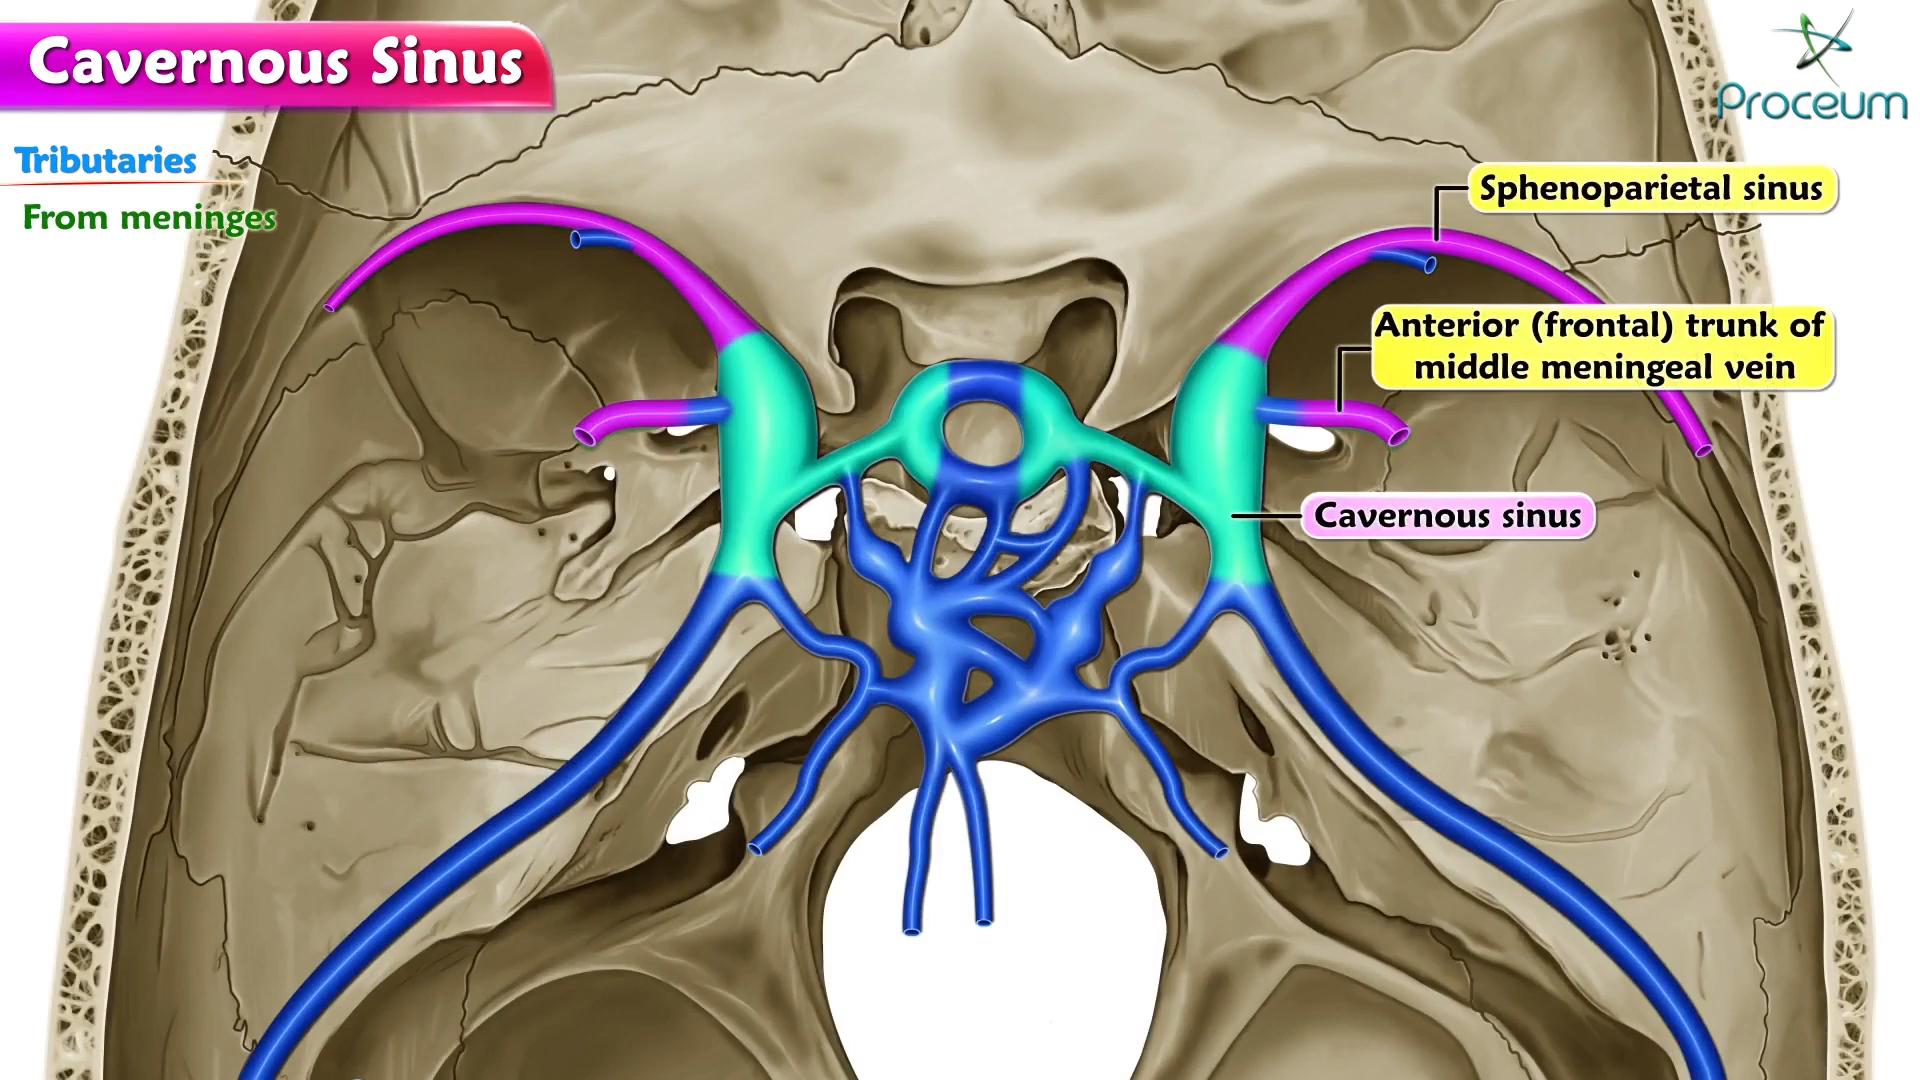 Cavernous Sinus
Proceum
Tributaries
From meninges
Sphenoparietal sinus
Anterior (frontal) trunk of
middle meningeal vein
Cavernous sinus